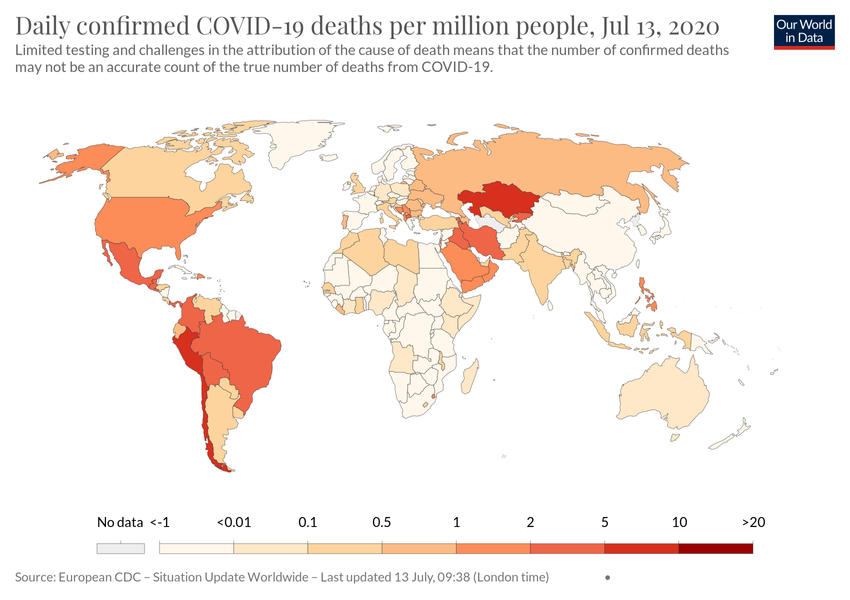 Daily confirmed COVID-19 deaths per million people, Jul 13, 2020
Our World
in Data
Limited testing and challenges in the attribution of the cause of death means that the number of confirmed deaths
may not be an accurate count of the true number of deaths from COVID-19.
No data <-1 <0.01 0.1 0.5 1 2 5 10 >20
Source: European CDC – Situation Update Worldwide – Last updated 13 July, 09:38 (London time) •